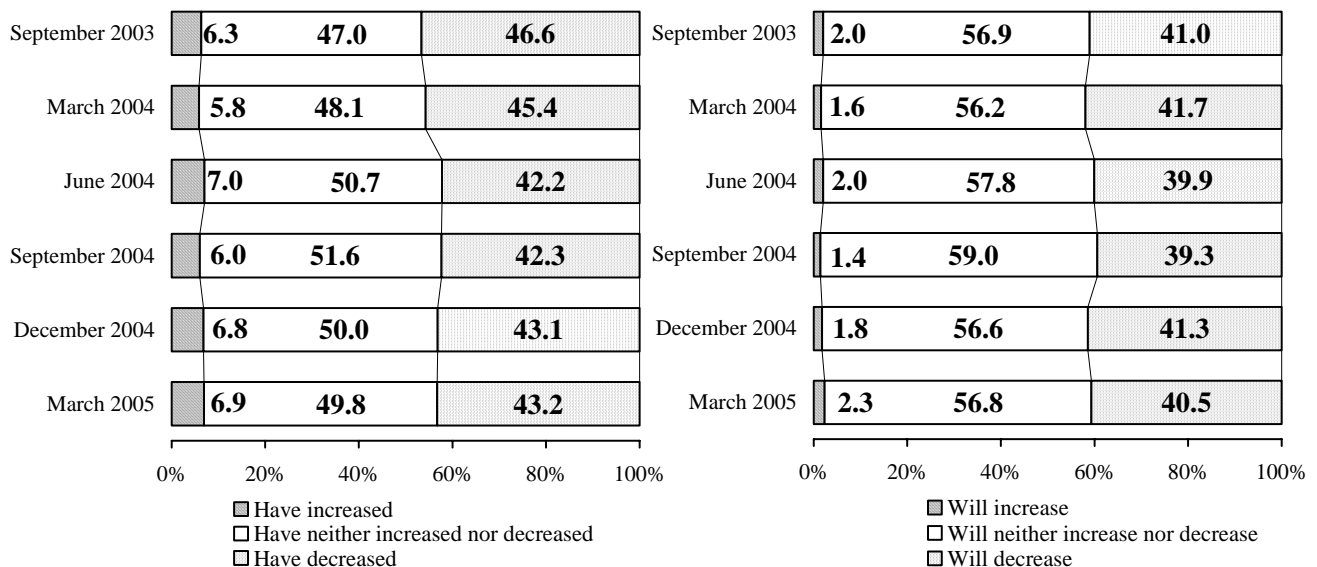 September 2003 6.3 47.0 46.6
March 2004 5.8 48.1 45.4
June 2004 7.0 50.7 42.2
September 2004 6.0 51.6 42.3
December 2004 6.8 50.0 43.1
March 2005 6.9 49.8 43.2
0% 20% 40% 60% 80% 100%
Have increased
Have neither increased nor decreased
Have decreased
September 2003 2.0 56.9 41.0
March 2004 1.6 56.2 41.7
June 2004 2.0 57.8 39.9
September 2004 1.4 59.0 39.3
December 2004 1.8 56.6 41.3
March 2005 2.3 56.8 40.5
0% 20% 40% 60% 80% 100%
Will increase
Will neither increase nor decrease
Will decrease